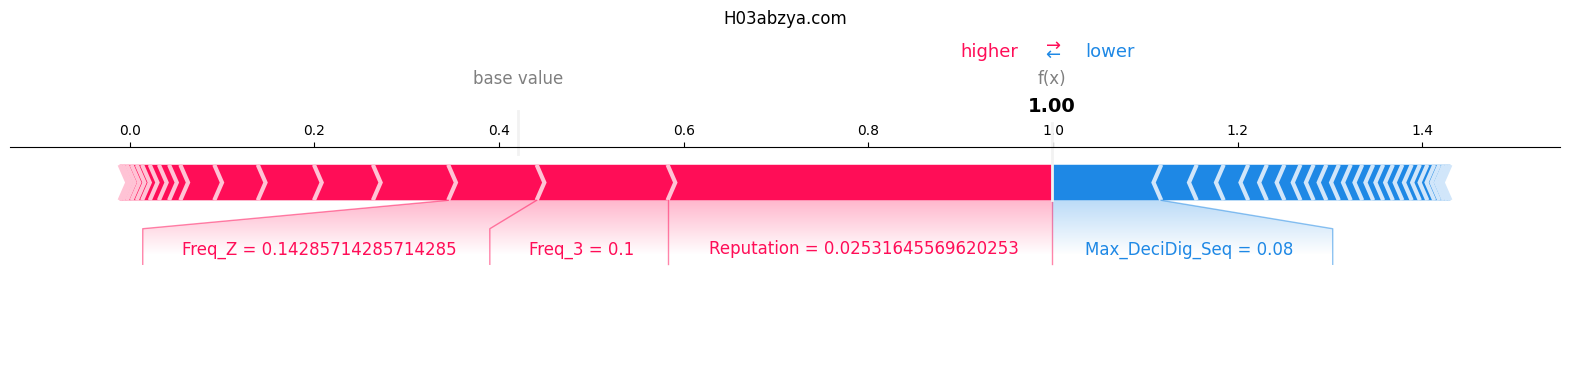 H03abzya.com
higher → ← lower
base value f(x)
1.00
0.0 0.2 0.4 0.6 0.8 1.0 1.2 1.4
Freq_Z = 0.14285714285714285 Freq_3 = 0.1 Reputation = 0.02531645569620253 Max_DeciDig_Seq = 0.08